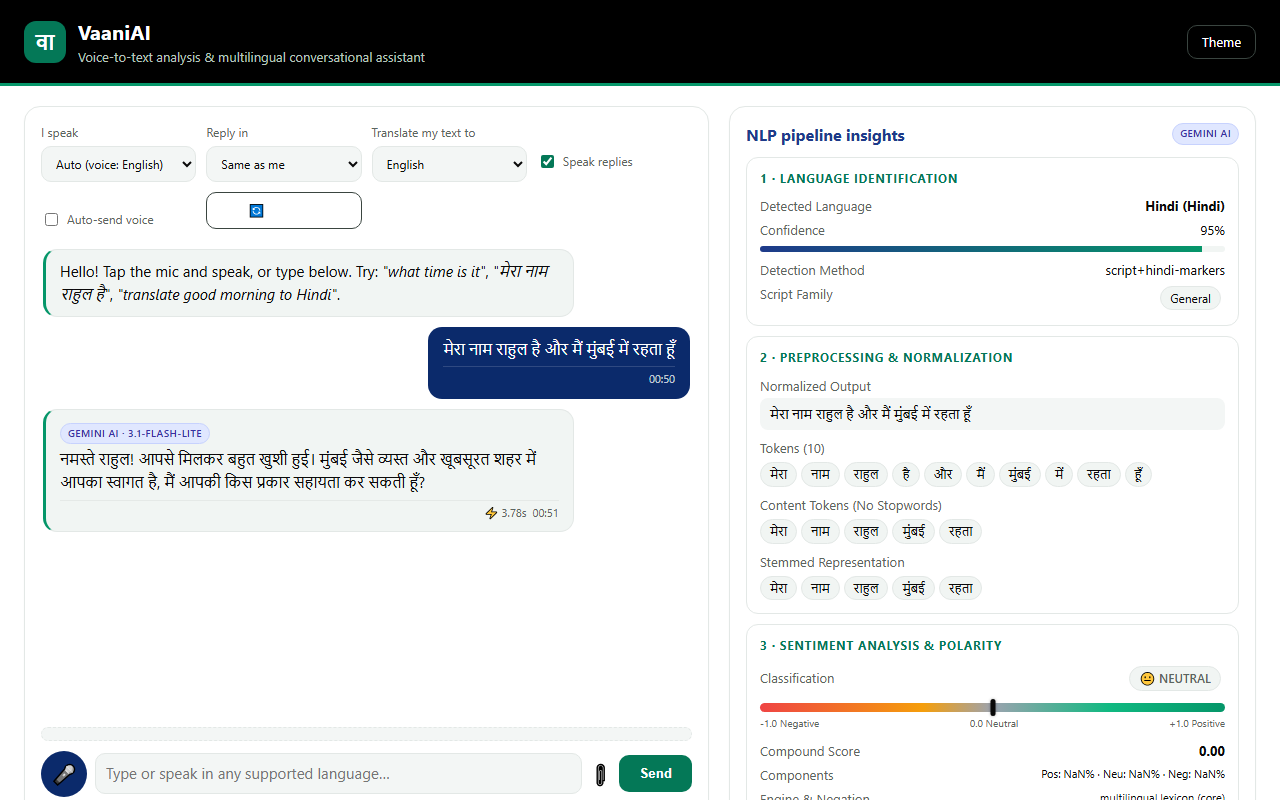 वा
VaaniAI
Voice-to-text analysis & multilingual conversational assistant
Theme
I speak
Reply in
Translate my text to
Auto (voice: English)
Same as me
English
Speak replies
Auto-send voice
Hello! Tap the mic and speak, or type below. Try: "what time is it", "मेरा नाम
राहुल है", "translate good morning to Hindi".
मेरा नाम राहुल है और मैं मुंबई में रहता हूँ
00:50
GEMINI AI · 3.1-FLASH-LITE
नमस्ते राहुल! आपसे मिलकर बहुत खुशी हुई। मुंबई जैसे व्यस्त और खूबसूरत शहर में
आपका स्वागत है, मैं आपकी किस प्रकार सहायता कर सकती हूँ?
3.78s 00:51
Type or speak in any supported language...
Send
NLP pipeline insights
GEMINI AI
1 · LANGUAGE IDENTIFICATION
Detected Language Hindi (Hindi)
Confidence 95%
Detection Method script+hindi-markers
Script Family General
2 · PREPROCESSING & NORMALIZATION
Normalized Output
मेरा नाम राहुल है और मैं मुंबई में रहता हूँ
Tokens (10)
मेरा नाम राहुल है और मैं मुंबई में रहता हूँ
Content Tokens (No Stopwords)
मेरा नाम राहुल मुंबई रहता
Stemmed Representation
मेरा नाम राहुल मुंबई रहता
3 · SENTIMENT ANALYSIS & POLARITY
Classification NEUTRAL
-1.0 Negative 0.0 Neutral +1.0 Positive
Compound Score 0.00
Components Pos: NaN% · Neu: NaN% · Neg: NaN%
Engine & Negation multilingual lexicon (core)